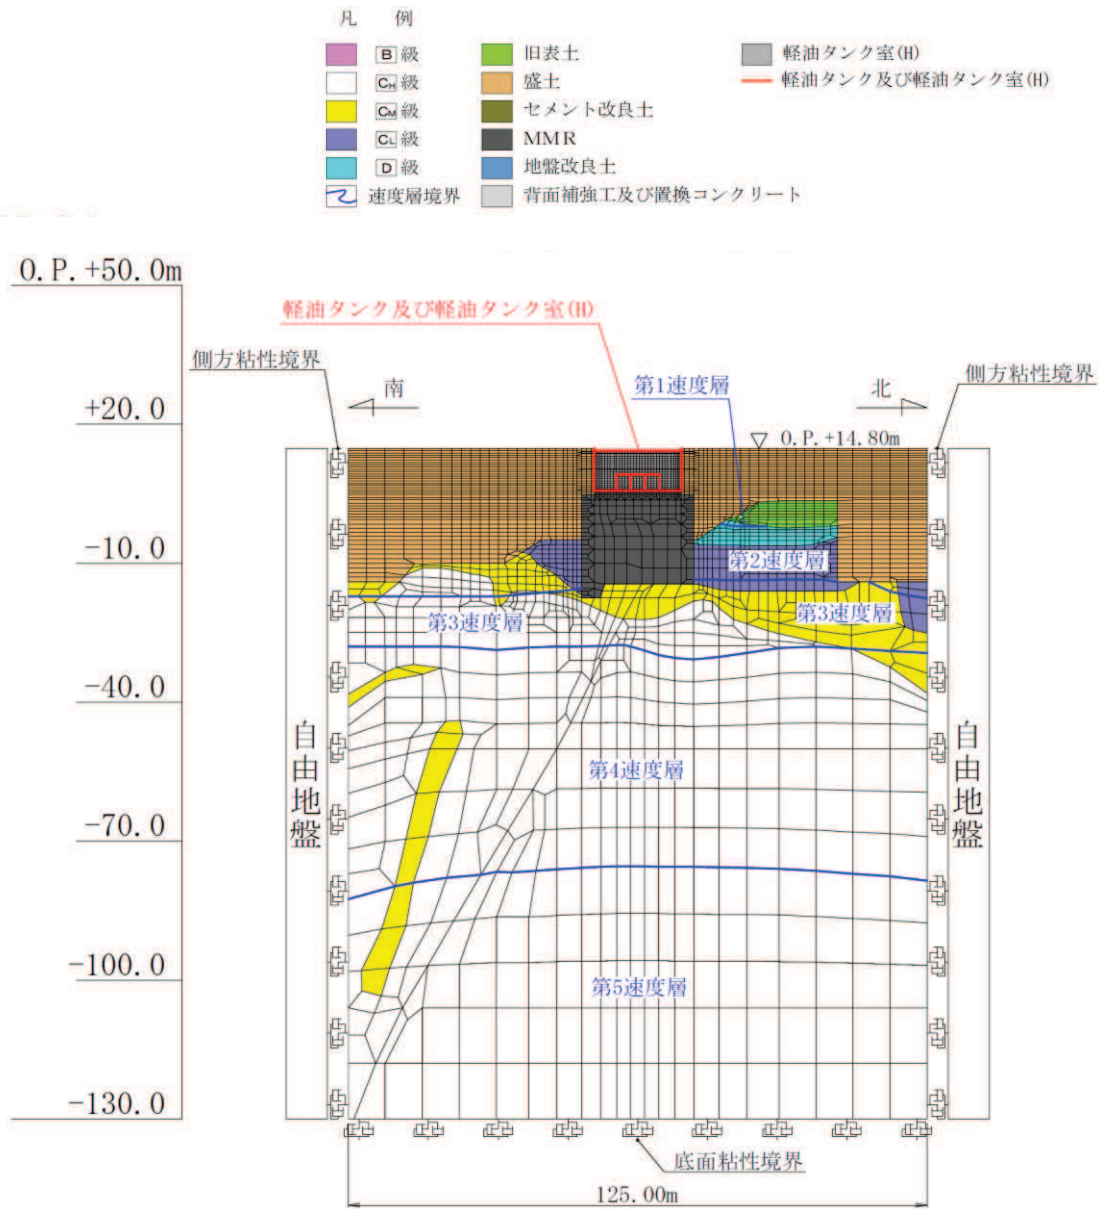 凡 例
B 級
CH 級
CM 級
CL 級
D 級
速度層境界
旧表土
盛土
セメント改良土
MMR
地盤改良土
背面補強工及び置換コンクリート
軽油タンク室(H)
軽油タンク及び軽油タンク室(H)
O.P.+50.0m
+20.0
-10.0
-40.0
-70.0
-100.0
-130.0
軽油タンク及び軽油タンク室(H)
側方粘性境界
側方粘性境界
南
北
第1速度層
O.P.+14.80m
第2速度層
第3速度層
第3速度層
第4速度層
第5速度層
自由地盤
自由地盤
底面粘性境界
125.00m